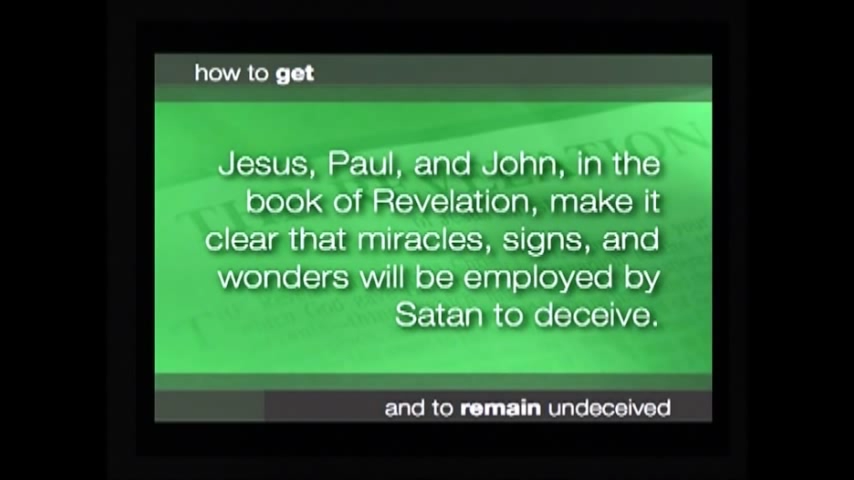 how to get
Jesus, Paul, and John, in the
book of Revelation, make it
clear that miracles, signs, and
wonders will be employed by
Satan to deceive.
and to remain undeceived